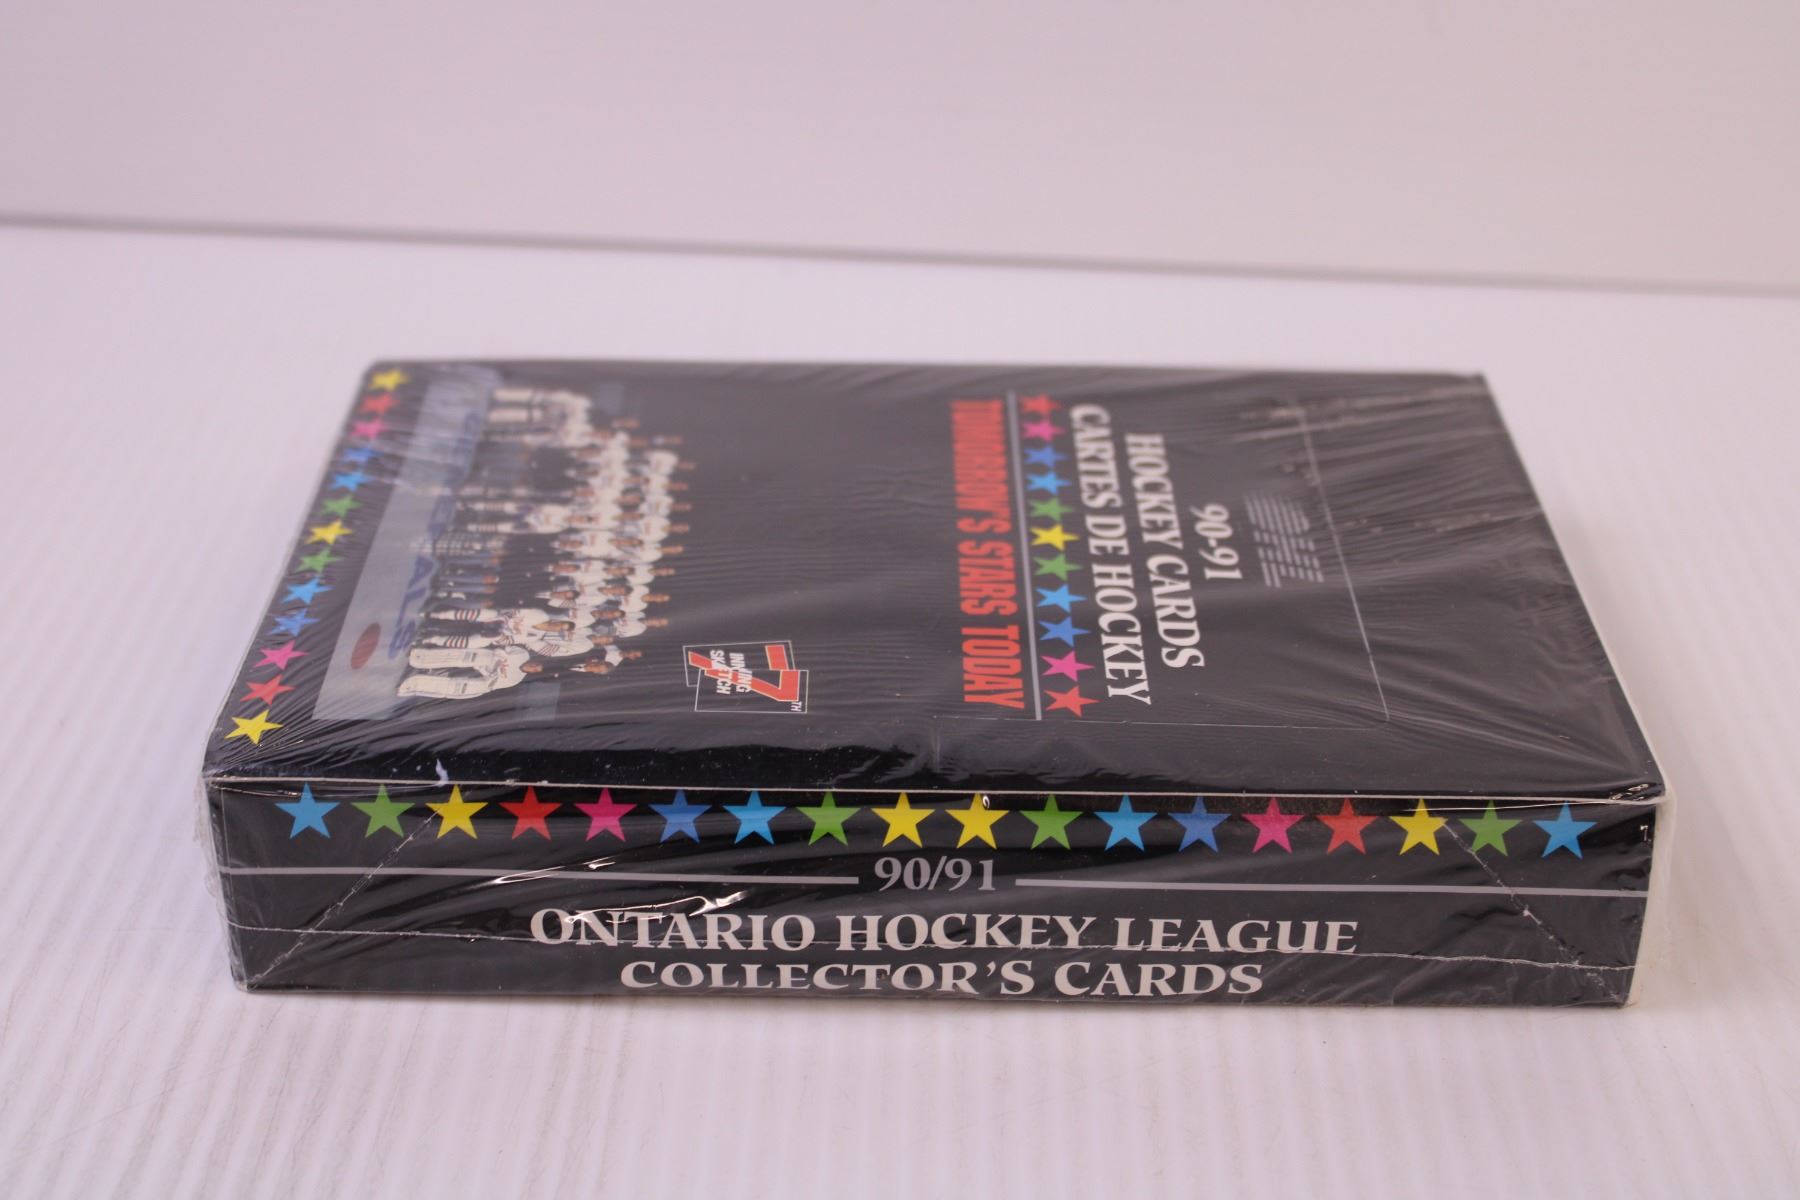 90-91
HOCKEY CARDS
CARTES DE HOCKEY
TOMORROW'S STARS TODAY
7TH
INNING
SKETCH
90/91
ONTARIO HOCKEY LEAGUE
COLLECTOR'S CARDS